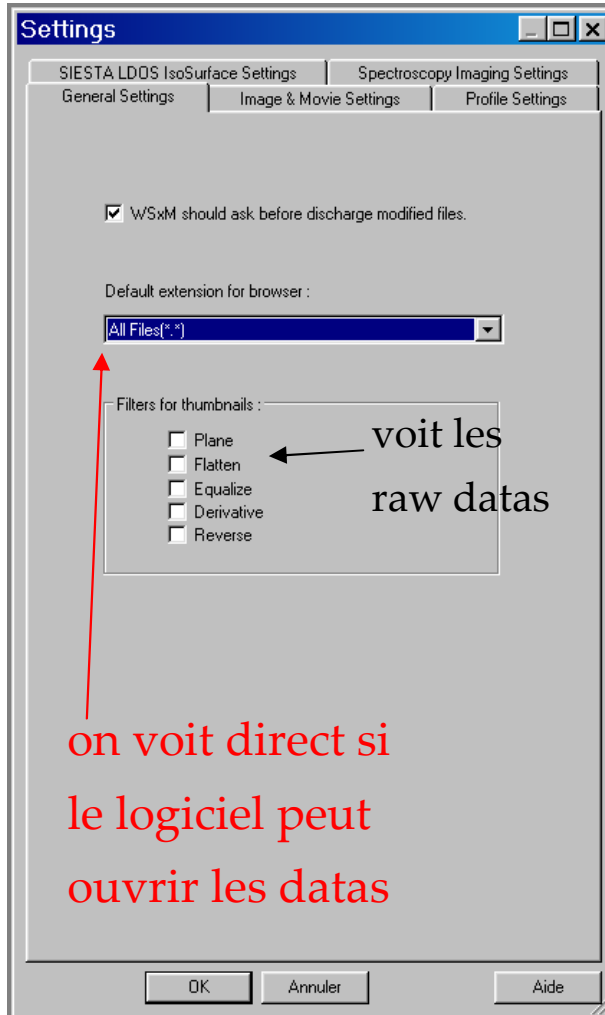 Settings
SIESTA LDOS IsoSurface Settings
Spectroscopy Imaging Settings
General Settings
Image & Movie Settings
Profile Settings
WSxM should ask before discharge modified files.
Default extension for browser :
All Files(*.*)
Filters for thumbnails :
Plane
Flatten
Equalize
Derivative
Reverse
voit les
raw datas
on voit direct si
le logiciel peut
ouvrir les datas
OK
Annuler
Aide